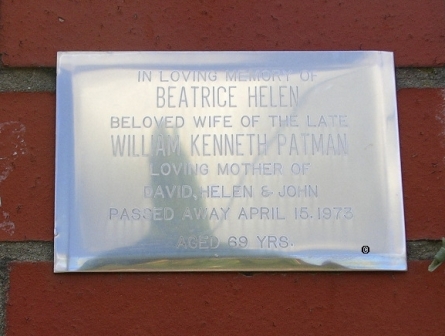 IN LOVING MEMORY OF
BEATRICE HELEN
BELOVED WIFE OF THE LATE
WILLIAM KENNETH PATMAN
LOVING MOTHER OF
DAVID, HELEN & JOHN
PASSED AWAY APRIL 15, 1973
AGED 69 YRS.
©